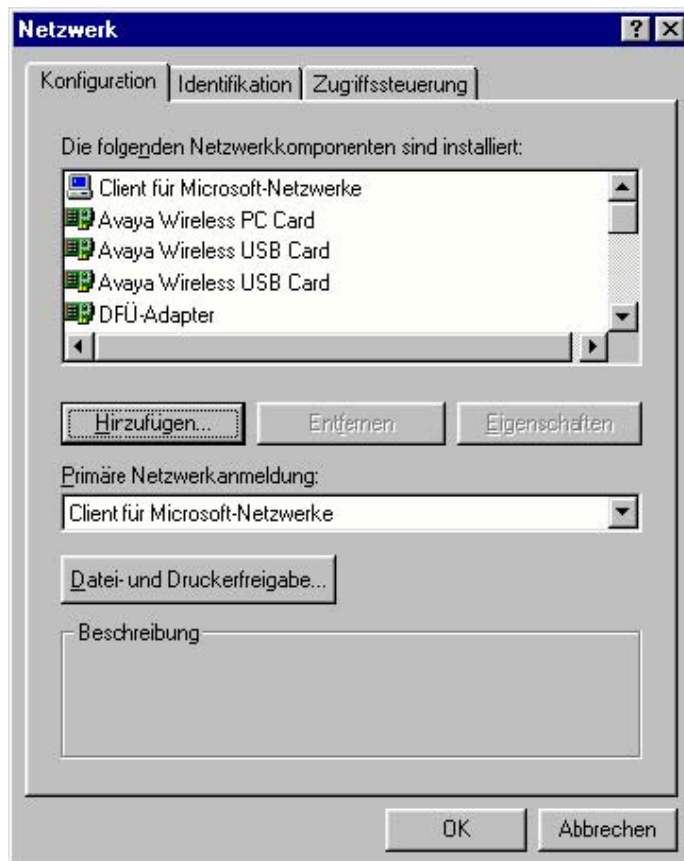 Netzwerk
Konfiguration Identifikation Zugriffssteuerung
Die folgenden Netzwerkkomponenten sind installiert:
Client für Microsoft-Netzwerke
Avaya Wireless PC Card
Avaya Wireless USB Card
Avaya Wireless USB Card
DFÜ-Adapter
Hinzufügen... Entfernen Eigenschaften
Primäre Netzwerkanmeldung:
Client für Microsoft-Netzwerke
Datei- und Druckerfreigabe...
Beschreibung
OK Abbrechen